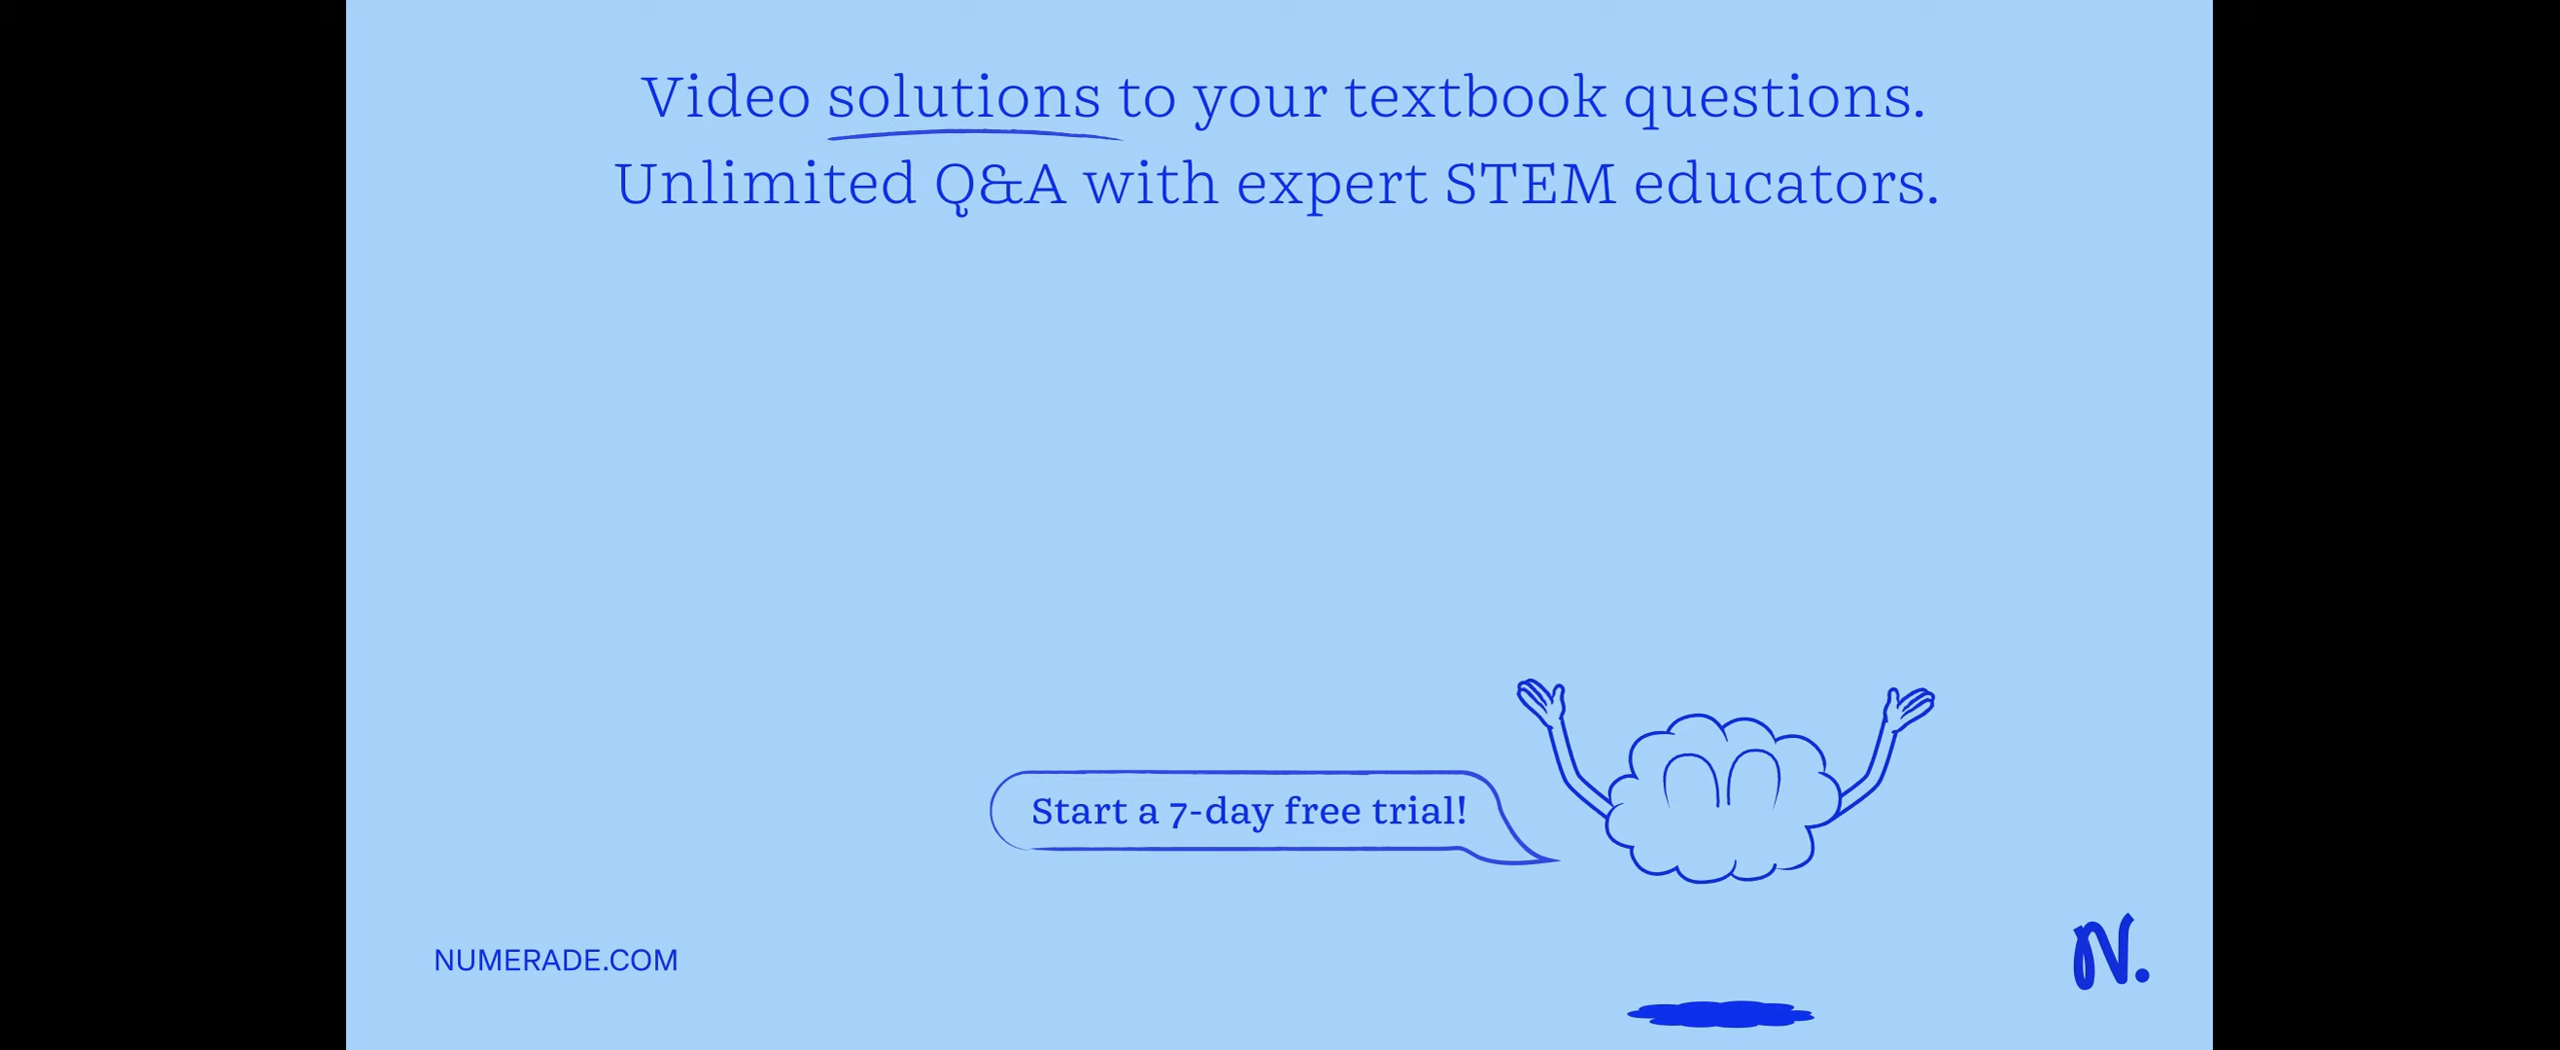 Video solutions to your textbook questions.
Unlimited Q&A with expert STEM educators.
Start a 7-day free trial!
NUMERADE.COM
N.